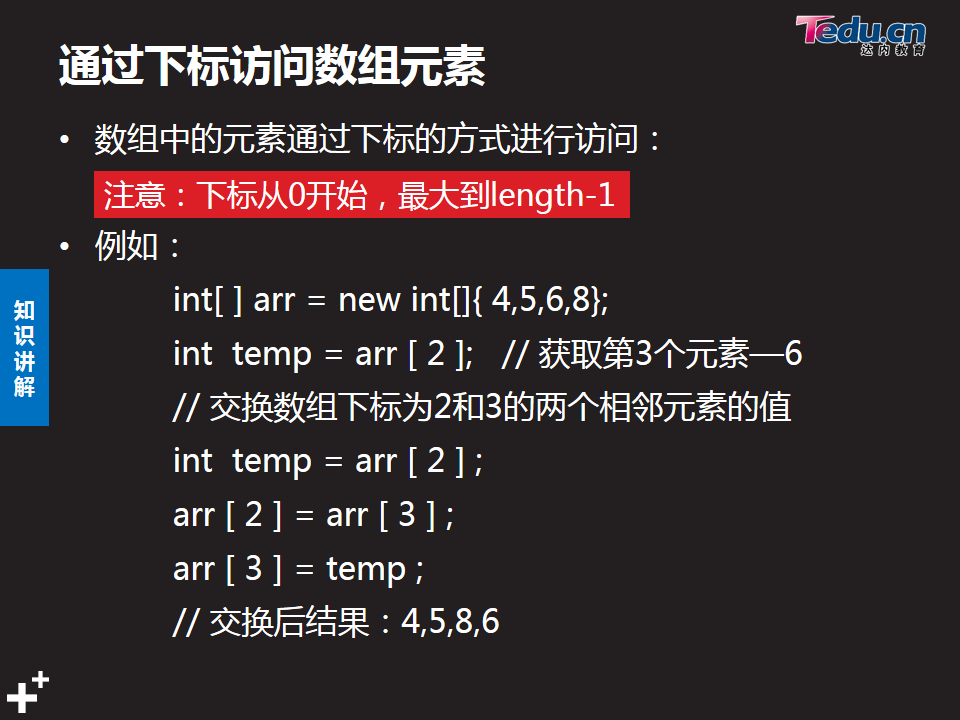 Tedu.cn
达内教育
通过下标访问数组元素
• 数组中的元素通过下标的方式进行访问：
注意：下标从0开始，最大到length-1
• 例如：
int[ ] arr = new int[]{ 4,5,6,8};
int temp = arr [ 2 ]; // 获取第3个元素—6
// 交换数组下标为2和3的两个相邻元素的值
int temp = arr [ 2 ] ;
arr [ 2 ] = arr [ 3 ] ;
arr [ 3 ] = temp ;
// 交换后结果：4,5,8,6
知识讲解